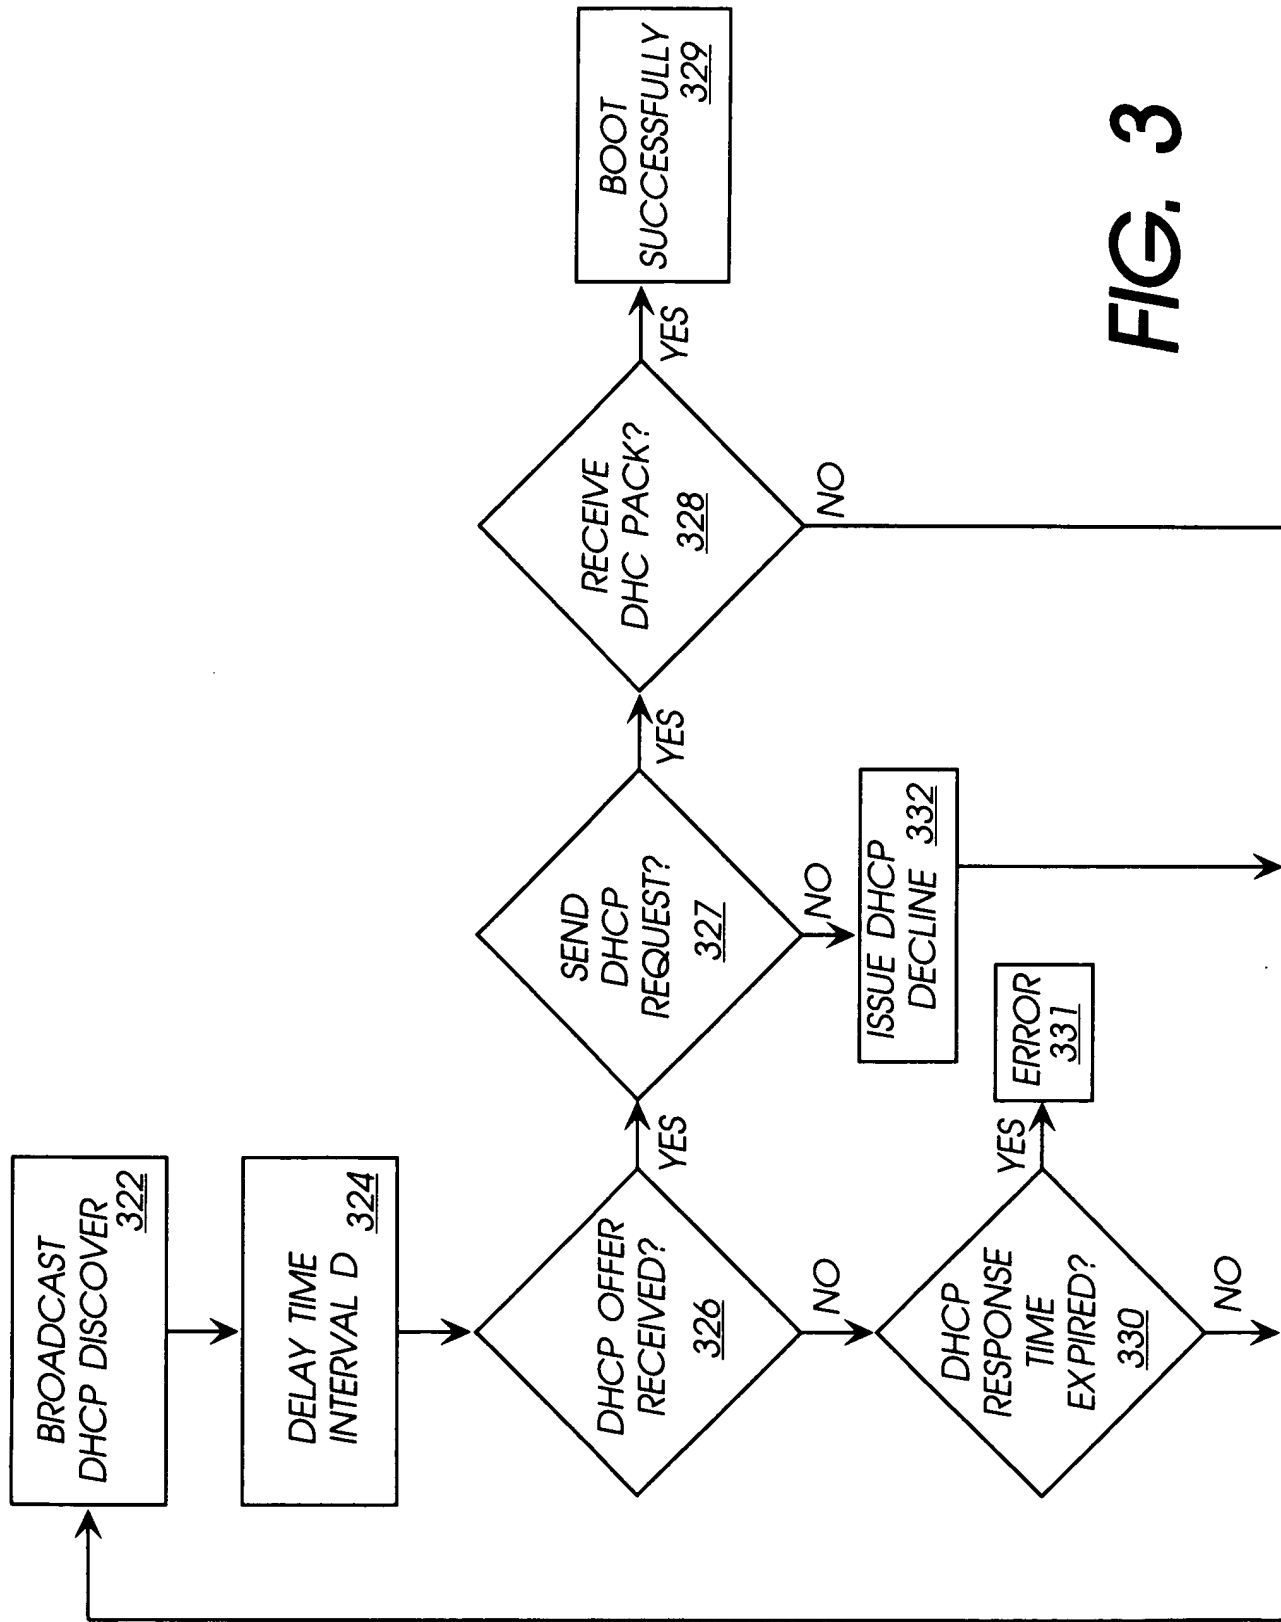 BROADCAST
DHCP DISCOVER
322
DELAY TIME
INTERVAL D
324
DHCP OFFER
RECEIVED?
326
YES
NO
SEND
DHCP
REQUEST?
327
YES
NO
RECEIVE
DHC PACK?
328
YES
NO
BOOT
SUCCESSFULLY
329
ISSUE DHCP
DECLINE 332
DHCP
RESPONSE
TIME
EXPIRED?
330
YES
NO
ERROR
331
FIG. 3